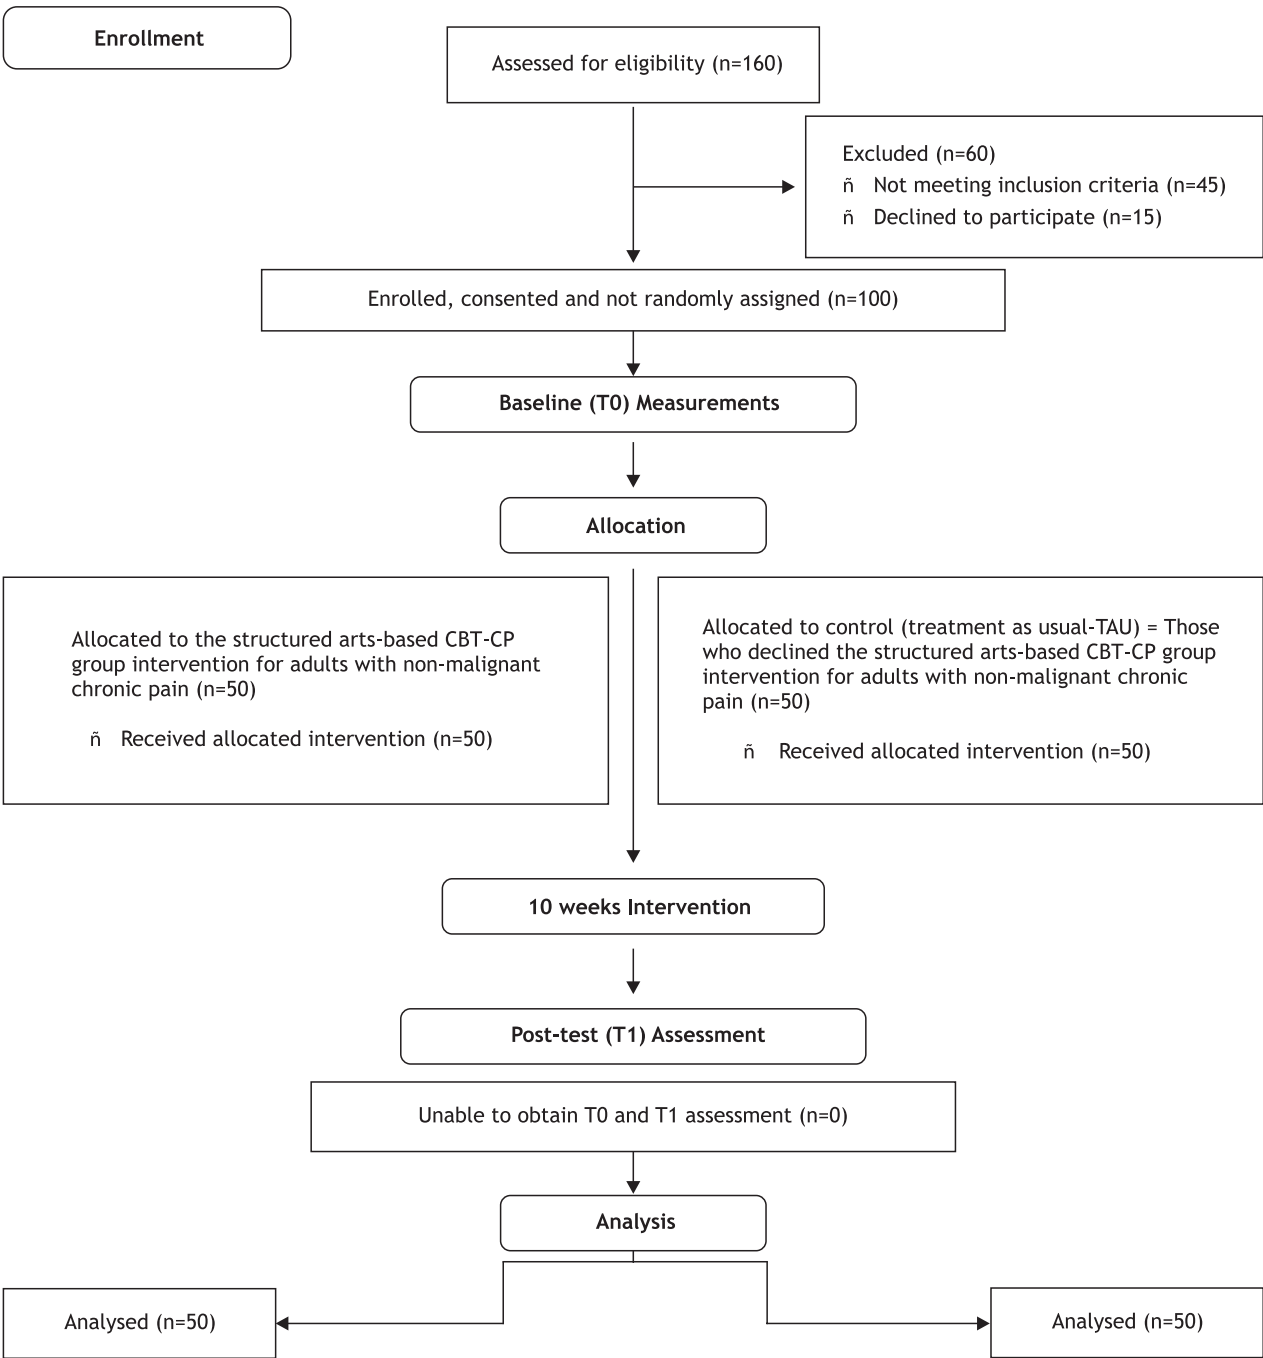 Enrollment
Assessed for eligibility (n=160)
Excluded (n=60)
ñ Not meeting inclusion criteria (n=45)
ñ Declined to participate (n=15)
Enrolled, consented and not randomly assigned (n=100)
Baseline (T0) Measurements
Allocation
Allocated to the structured arts-based CBT-CP
group intervention for adults with non-malignant
chronic pain (n=50)
ñ Received allocated intervention (n=50)
Allocated to control (treatment as usual-TAU) = Those
who declined the structured arts-based CBT-CP group
intervention for adults with non-malignant chronic
pain (n=50)
ñ Received allocated intervention (n=50)
10 weeks Intervention
Post-test (T1) Assessment
Unable to obtain T0 and T1 assessment (n=0)
Analysis
Analysed (n=50)
Analysed (n=50)